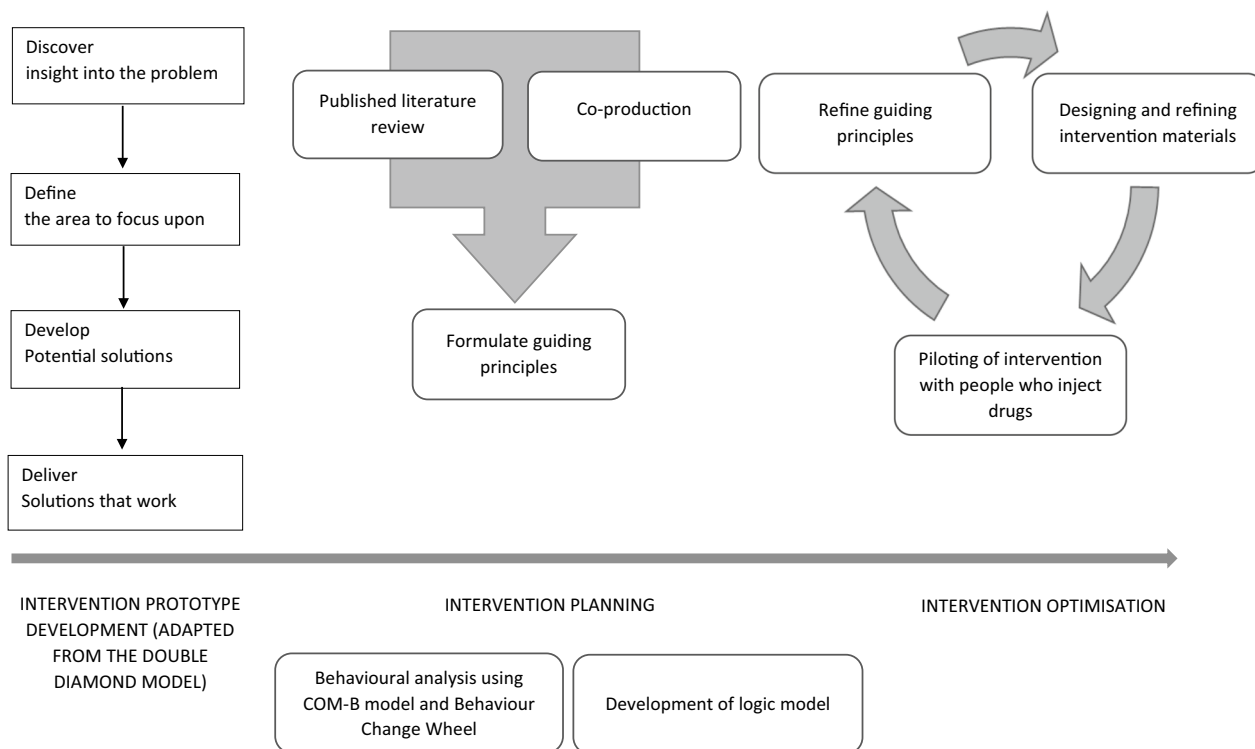 Discover
insight into the problem
Define
the area to focus upon
Develop
Potential solutions
Deliver
Solutions that work
Published literature
review
Co-production
Formulate guiding
principles
Refine guiding
principles
Designing and refining
intervention materials
Piloting of intervention
with people who inject
drugs
INTERVENTION PROTOTYPE
DEVELOPMENT (ADAPTED
FROM THE DOUBLE
DIAMOND MODEL)
INTERVENTION PLANNING
INTERVENTION OPTIMISATION
Behavioural analysis using
COM-B model and Behaviour
Change Wheel
Development of logic model